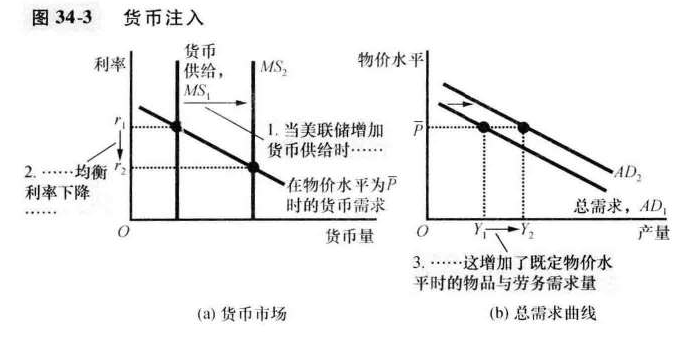 图 34-3 货币注入
利率
货币
供给，
MS₁
MS₂
r₁
1. 当美联储增加
货币供给时……
2. ……均衡
利率下降
……
r₂
在物价水平为P̅
时的货币需求
O
货币量
(a) 货币市场
物价水平
P̅
AD₂
总需求，AD₁
O
Y₁
Y₂
产量
3. ……这增加了既定物价水
平时的物品与劳务需求量
(b) 总需求曲线